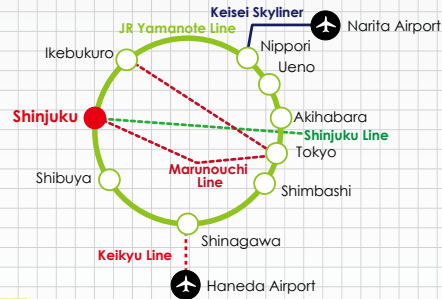 Keisei Skyliner
Narita Airport
JR Yamanote Line
Nippori
Ikebukuro
Ueno
Shinjuku
Akihabara
Shinjuku Line
Tokyo
Marunouchi
Line
Shibuya
Shimbashi
Shinagawa
Keikyu Line
Haneda Airport